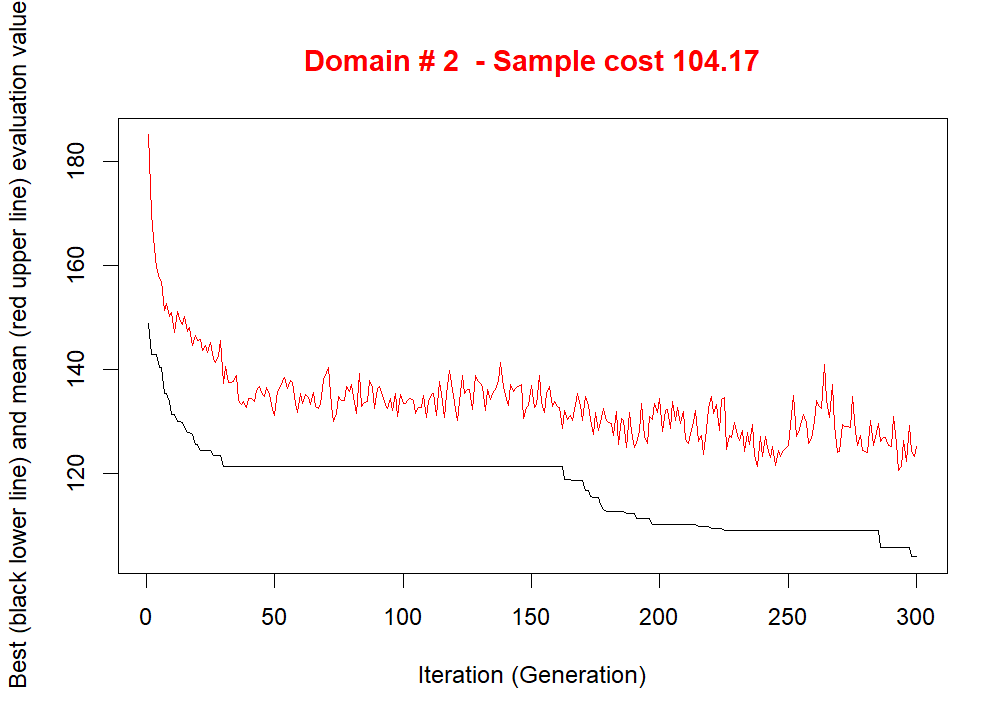 Domain # 2  - Sample cost 104.17
Best (black lower line) and mean (red upper line) evaluation value
180
160
140
120
0 50 100 150 200 250 300
Iteration (Generation)